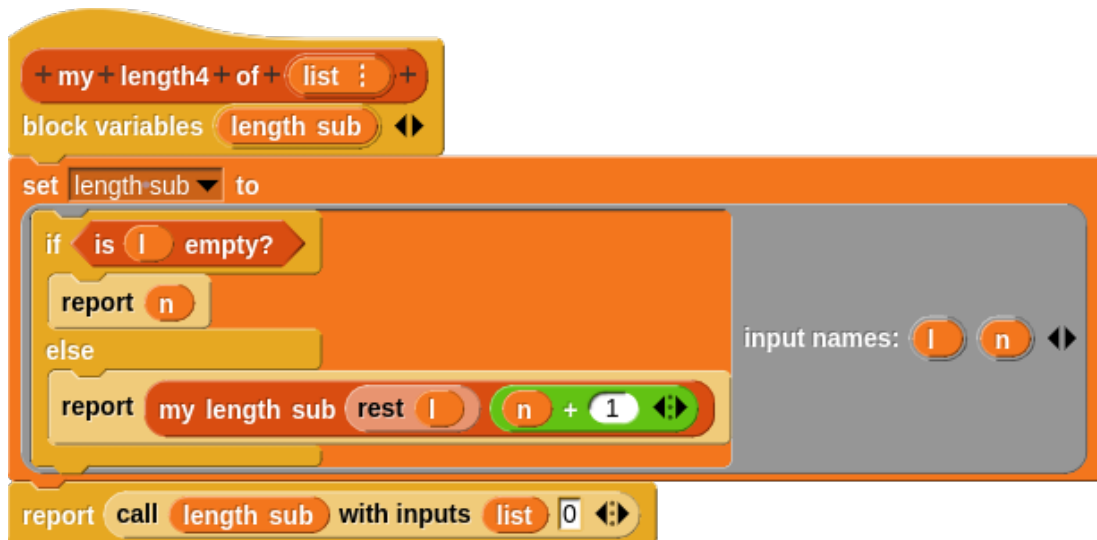 + my + length4 + of + list ⋮ +
block variables length sub
set length sub to
if is l empty?
report n
else
report my length sub rest l n + 1
input names: l n
report call length sub with inputs list 0